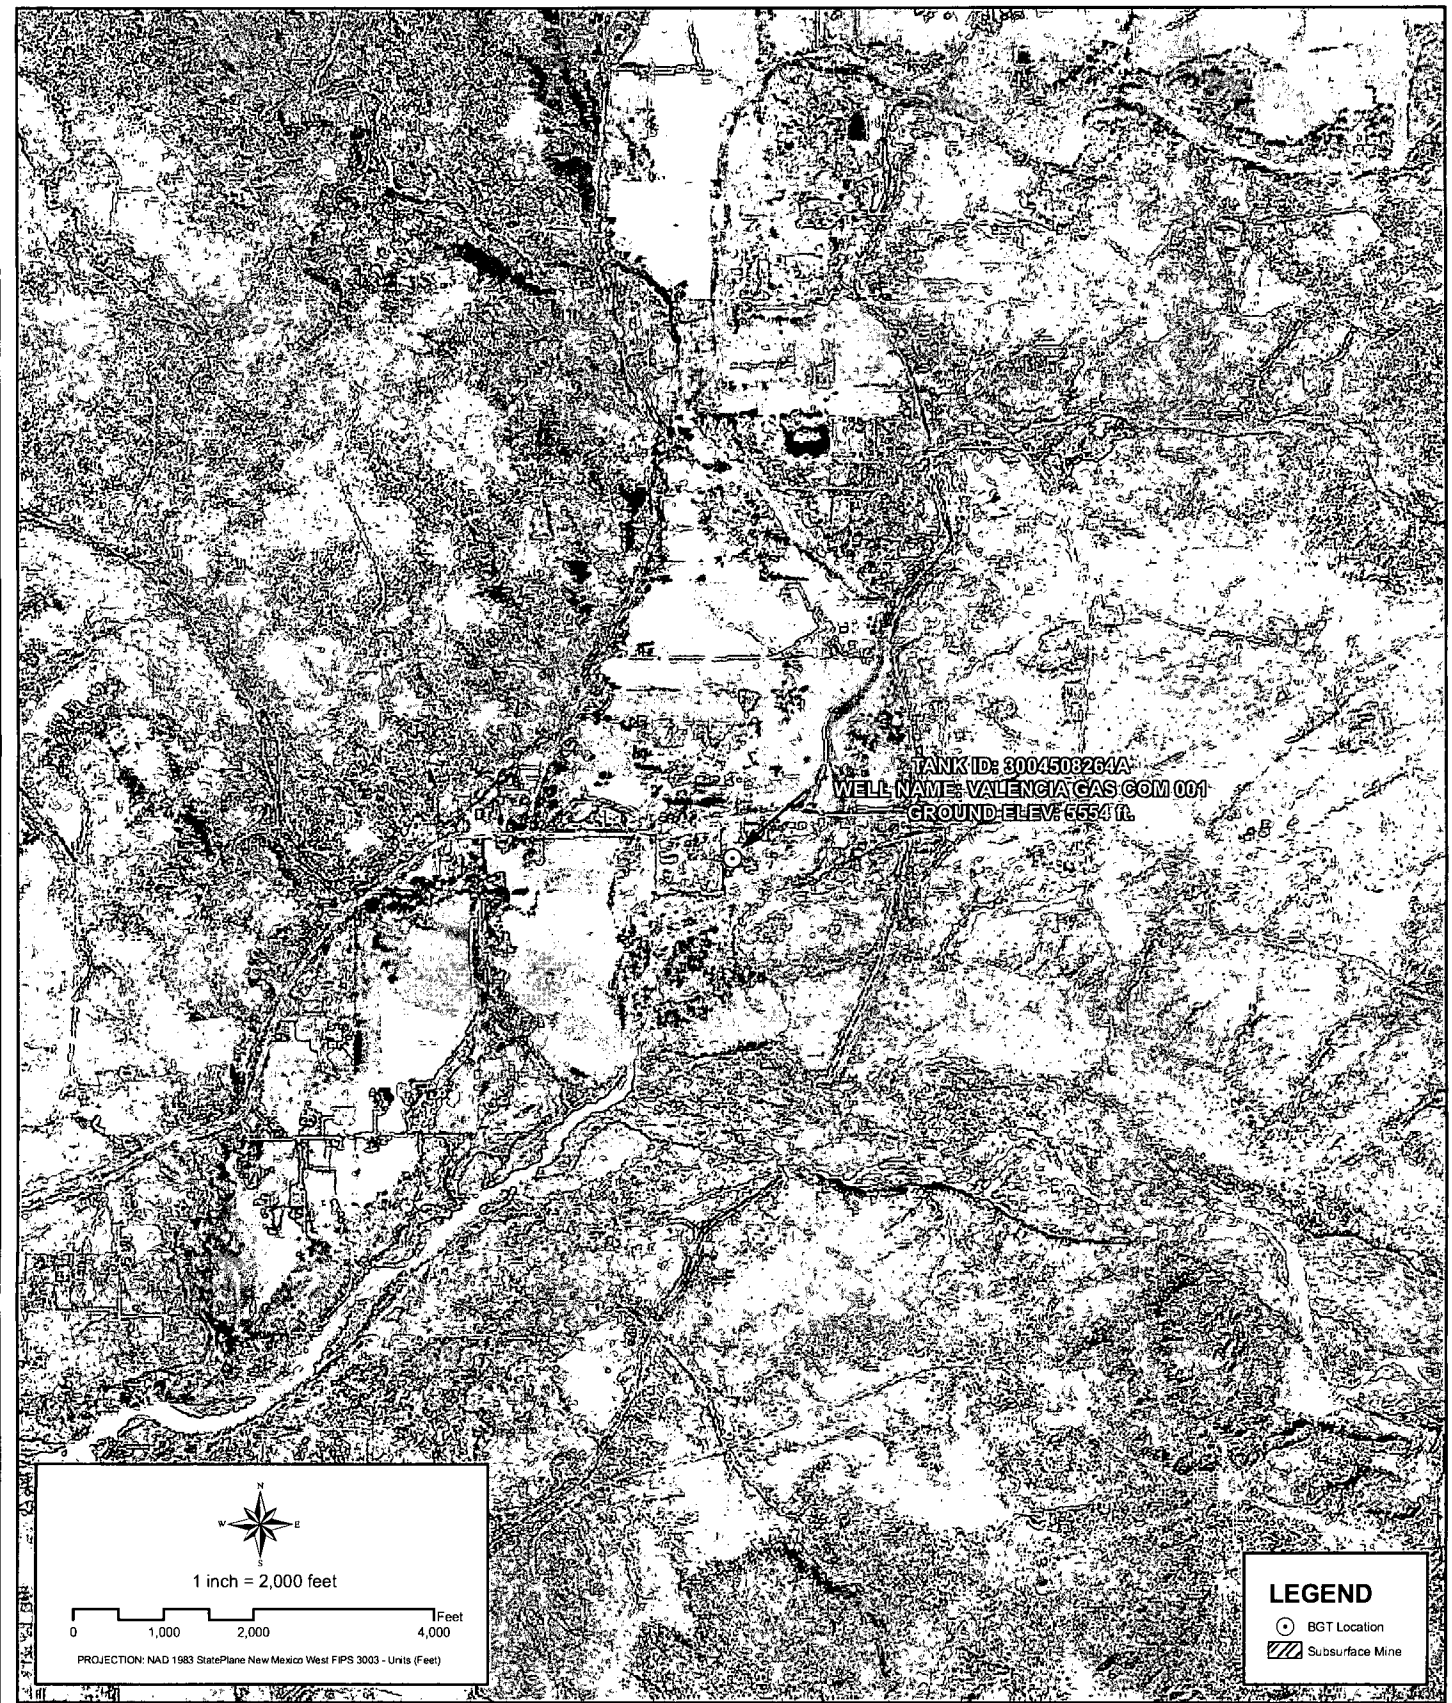 TANK ID: 3004508264A
WELL NAME: VALENCIA GAS COM 001
GROUND ELEV: 5554 ft.
N
W E
S
1 inch = 2,000 feet
Feet
0 1,000 2,000 4,000
PROJECTION: NAD 1983 StatePlane New Mexico West FIPS 3003 - Units (Feet)
LEGEND
BGT Location
Subsurface Mine